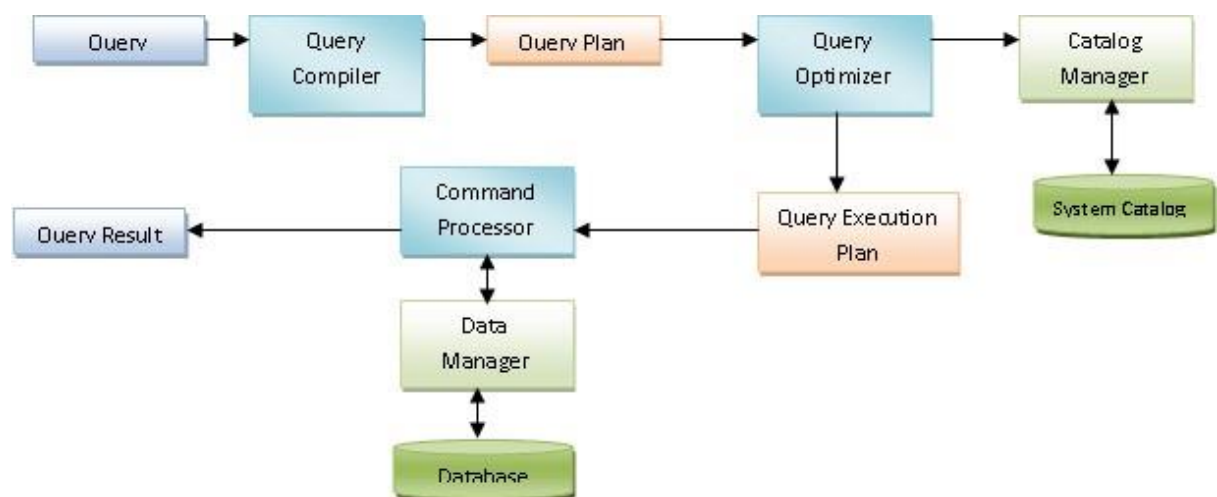 Query
Query
Compiler
Query Plan
Query
Optimizer
Catalog
Manager
Command
Processor
System Catalog
Query Result
Query Execution
Plan
Data
Manager
Database